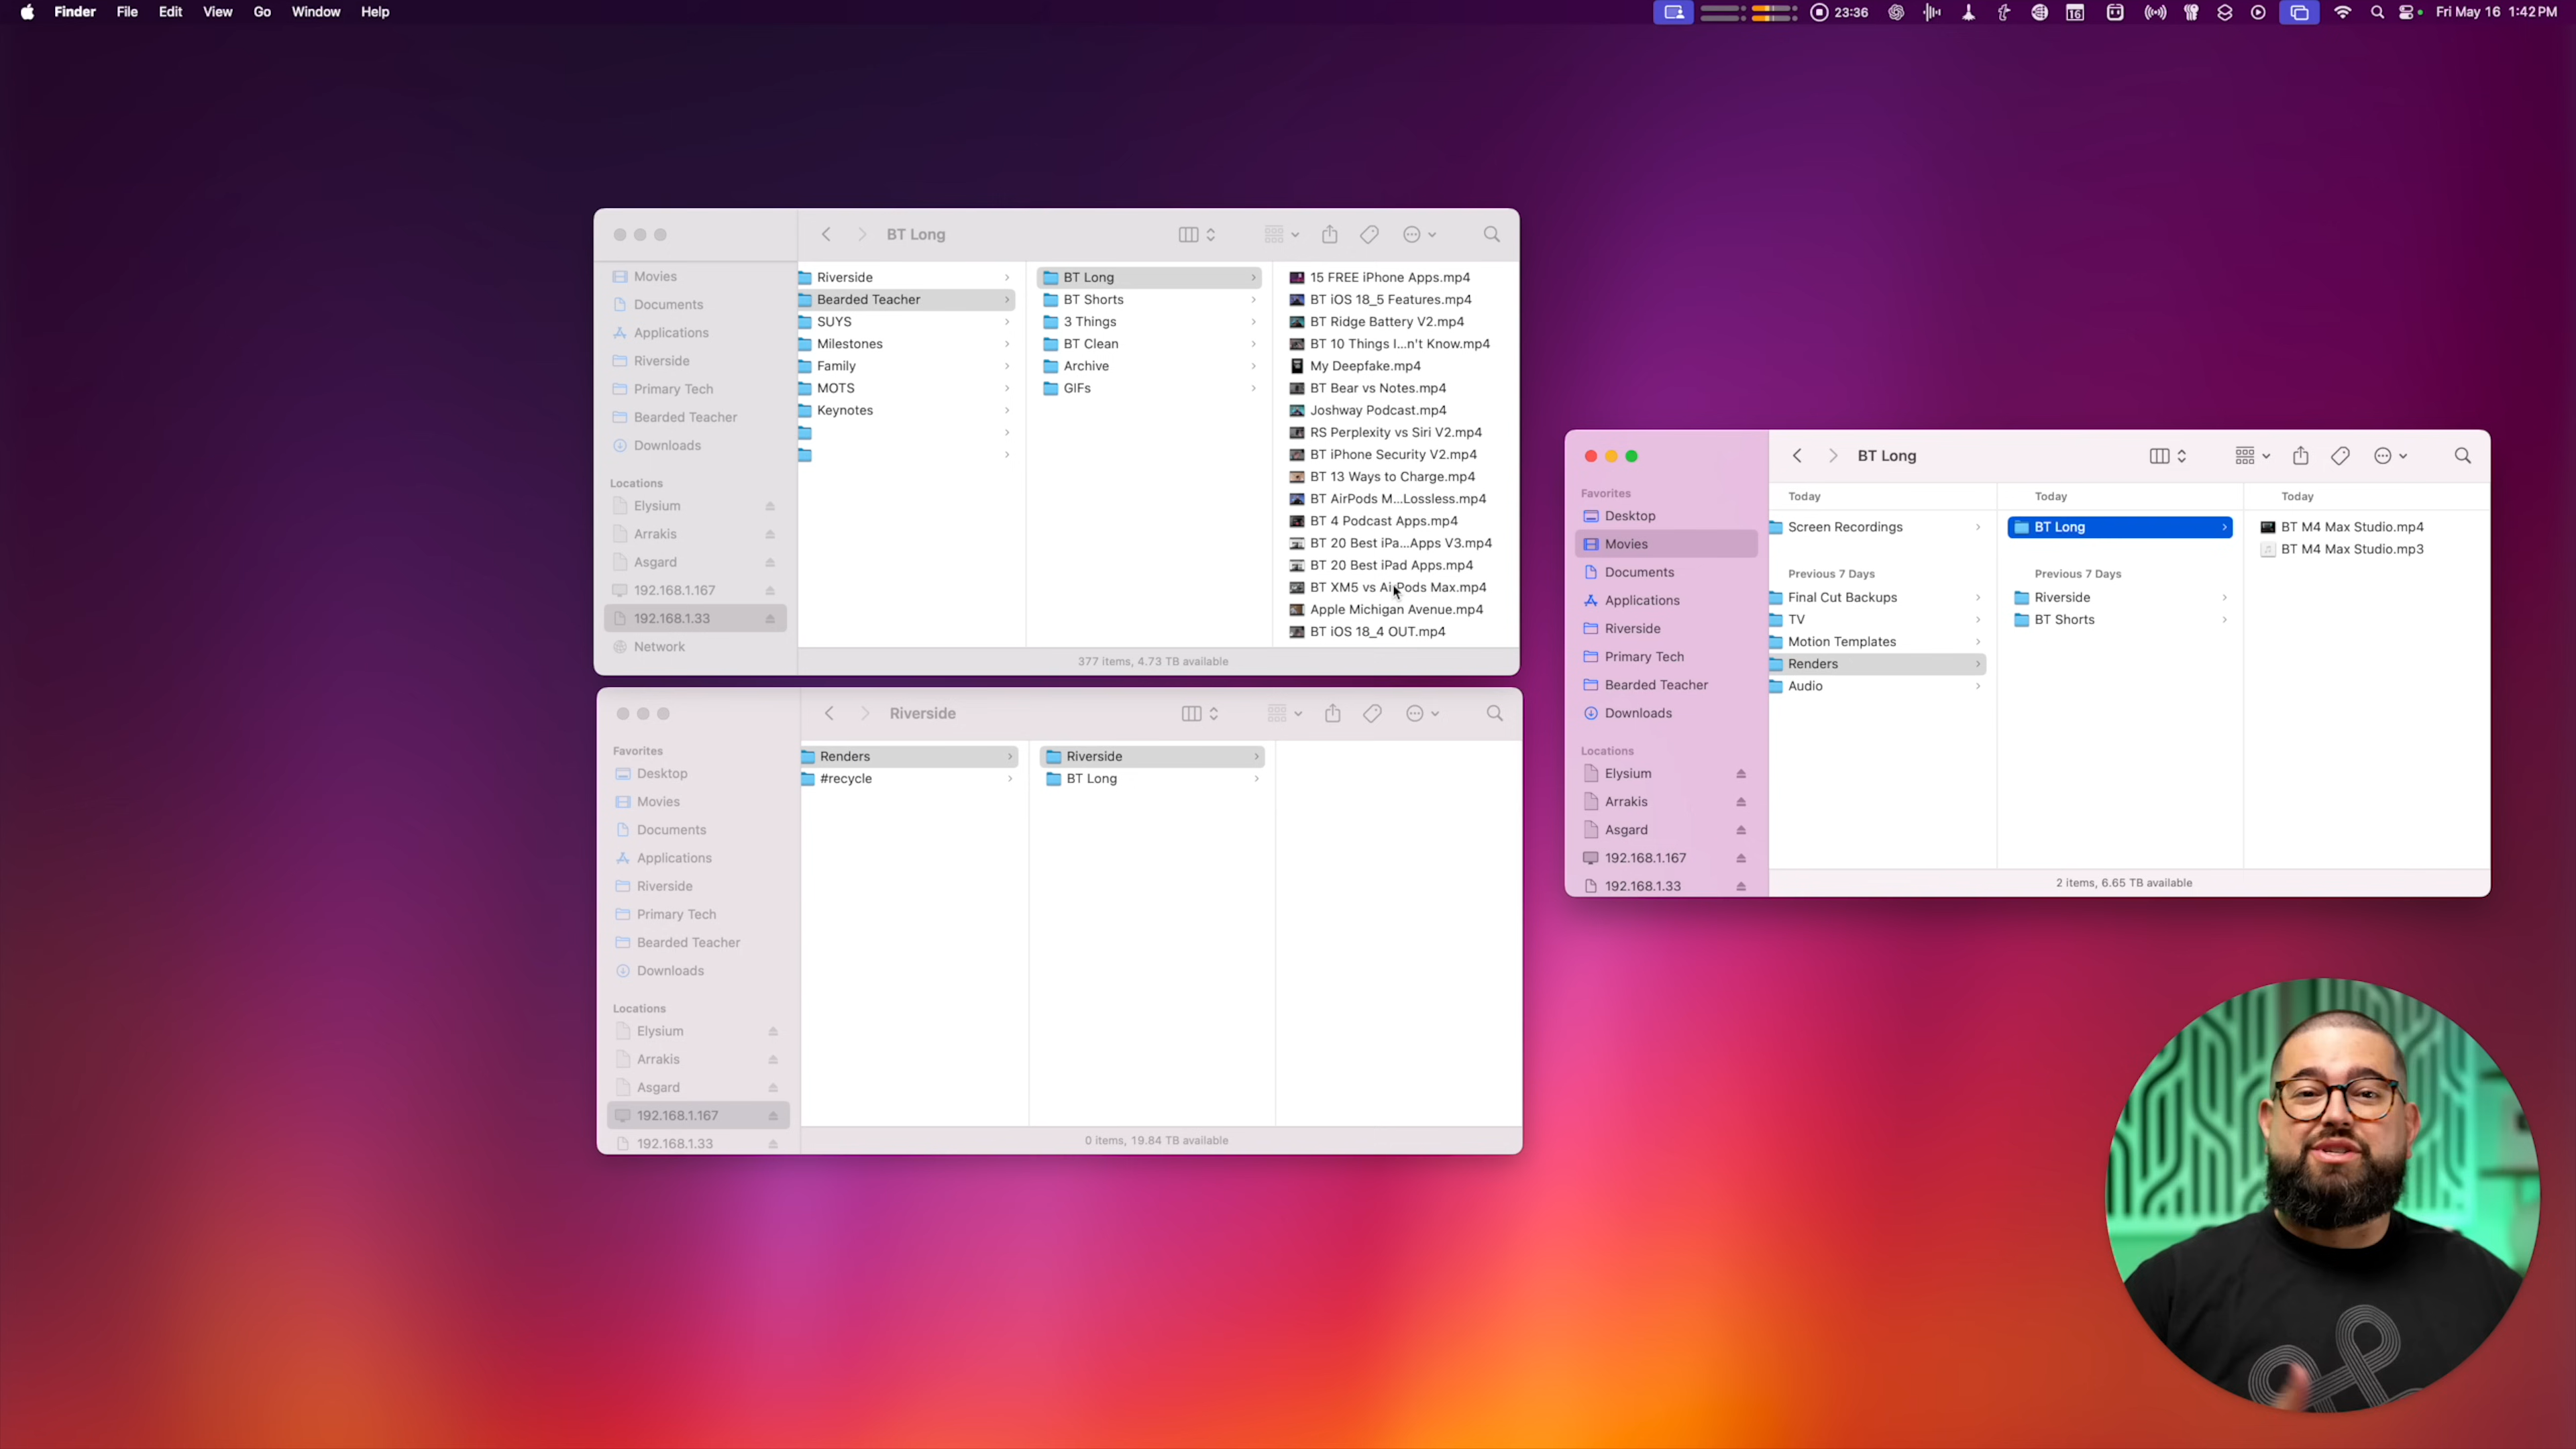 Finder File Edit View Go Window Help
23:36
16
Fri May 16 1:42 PM
BT Long
Movies
Documents
Applications
Riverside
Primary Tech
Bearded Teacher
Downloads
Locations
Elysium
Arrakis
Asgard
192.168.1.167
192.168.1.33
Network
Riverside
Bearded Teacher
SUYS
Milestones
Family
MOTS
Keynotes
BT Long
BT Shorts
3 Things
BT Clean
Archive
GIFs
15 FREE iPhone Apps.mp4
BT iOS 18_5 Features.mp4
BT Ridge Battery V2.mp4
BT 10 Things I...n't Know.mp4
My Deepfake.mp4
BT Bear vs Notes.mp4
Joshway Podcast.mp4
RS Perplexity vs Siri V2.mp4
BT iPhone Security V2.mp4
BT 13 Ways to Charge.mp4
BT AirPods M...Lossless.mp4
BT 4 Podcast Apps.mp4
BT 20 Best iPa...Apps V3.mp4
BT 20 Best iPad Apps.mp4
BT XM5 vs AirPods Max.mp4
Apple Michigan Avenue.mp4
BT iOS 18_4 OUT.mp4
377 items, 4.73 TB available
Riverside
Favorites
Desktop
Movies
Documents
Applications
Riverside
Primary Tech
Bearded Teacher
Downloads
Locations
Elysium
Arrakis
Asgard
192.168.1.167
192.168.1.33
Renders
#recycle
Riverside
BT Long
0 items, 19.84 TB available
BT Long
Favorites
Desktop
Movies
Documents
Applications
Riverside
Primary Tech
Bearded Teacher
Downloads
Locations
Elysium
Arrakis
Asgard
192.168.1.167
192.168.1.33
Today
Screen Recordings
Previous 7 Days
Final Cut Backups
TV
Motion Templates
Renders
Audio
Today
BT Long
Previous 7 Days
Riverside
BT Shorts
Today
BT M4 Max Studio.mp4
BT M4 Max Studio.mp3
2 items, 6.65 TB available